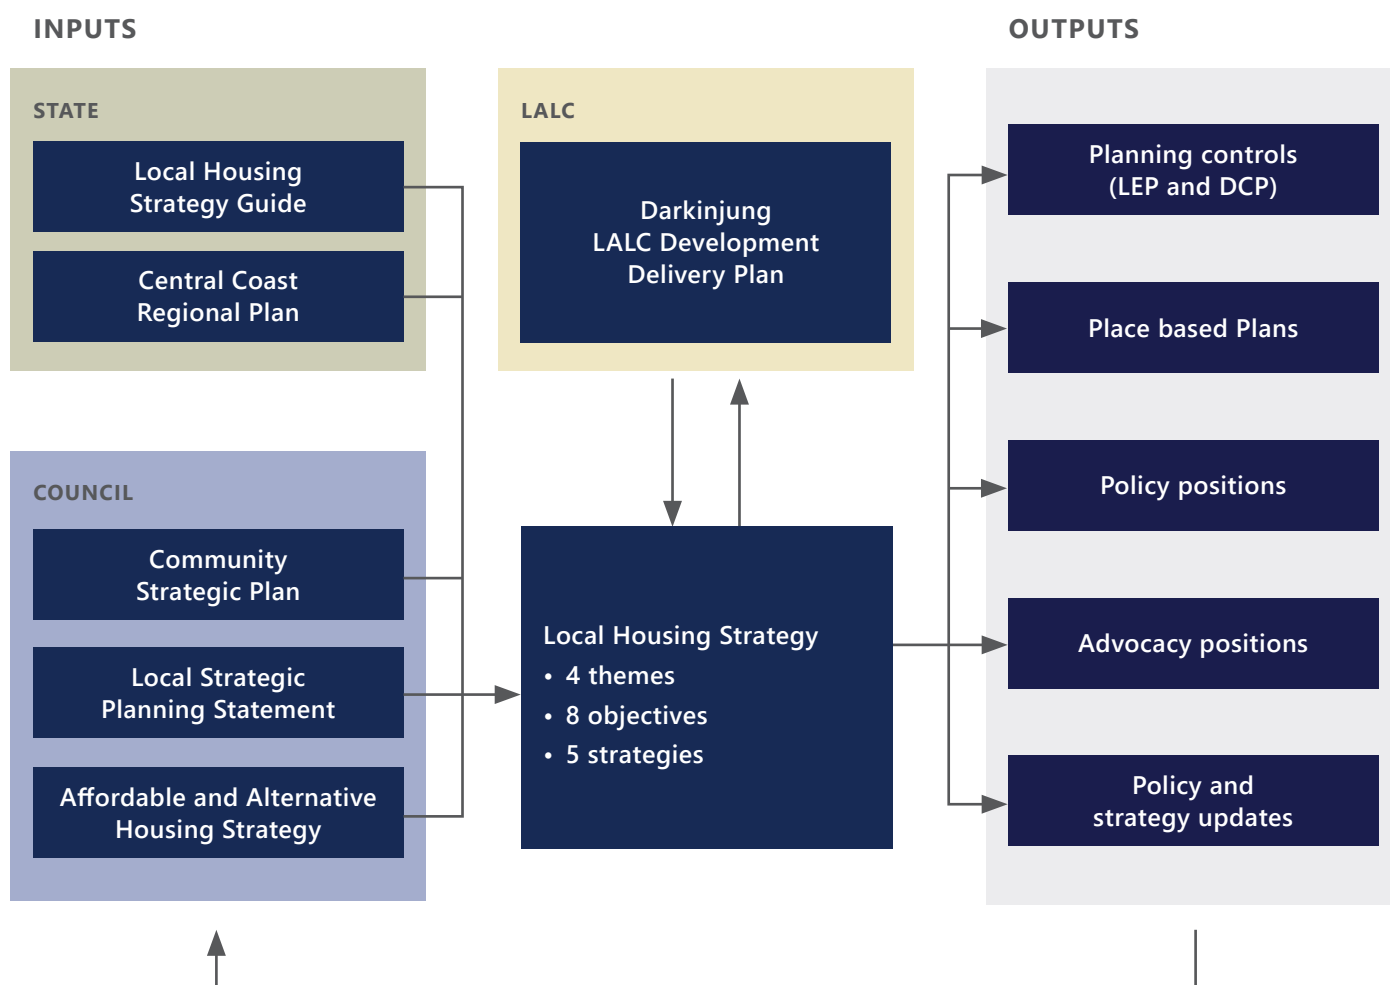 INPUTS
OUTPUTS
STATE
Local Housing
Strategy Guide
Central Coast
Regional Plan
LALC
Darkinjung
LALC Development
Delivery Plan
COUNCIL
Community
Strategic Plan
Local Strategic
Planning Statement
Affordable and Alternative
Housing Strategy
Local Housing Strategy
• 4 themes
• 8 objectives
• 5 strategies
Planning controls
(LEP and DCP)
Place based Plans
Policy positions
Advocacy positions
Policy and
strategy updates